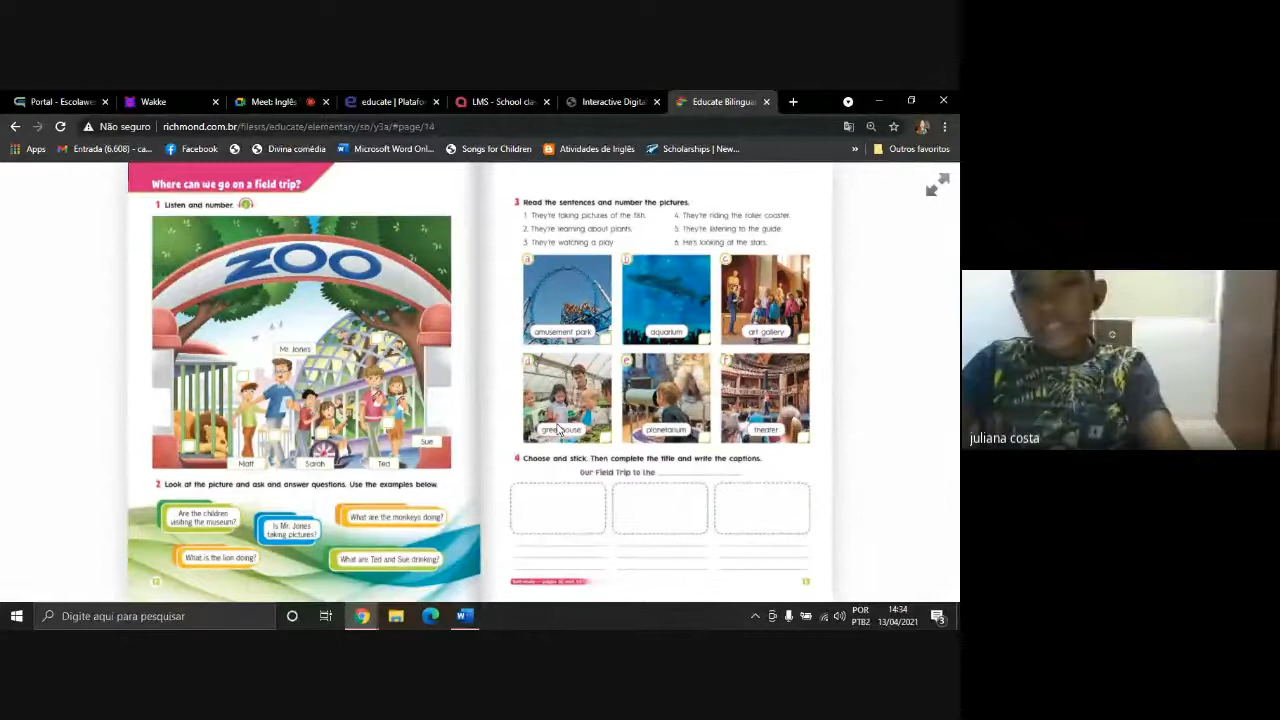 Portal - Escolawe
Wakke
Meet: Inglês
educate | Platafo
LMS - School cla
Interactive Digita
Educate Bilingua
Não seguro
richmond.br/filesrs/educate/elementary/sb/y3a/#page/14
Apps
Entrada (6.608) - ca...
Facebook
Divina comédia
Microsoft Word Onl...
Songs for Children
Atividades de Inglês
Scholarships | New...
»
Outros favoritos
Where can we go on a field trip?
1 Listen and number.
ZOO
Mr. Jones
Sue
Matt
Sarah
Ted
2 Look at the picture and ask and answer questions. Use the examples below.
Are the children
visiting the museum?
Is Mr. Jones
taking pictures?
What are the monkeys doing?
What is the lion doing?
What are Ted and Sue drinking?
12
3 Read the sentences and number the pictures.
1 They're taking pictures of the fish.
2. They're learning about plants.
3 They're watching a play
4. They're riding the roller coaster.
5. They're listening to the guide.
6. He's looking at the stars.
a
b
c
amusement park
aquarium
art gallery
d
e
f
greenhouse
planetarium
theater
4 Choose and stick. Then complete the title and write the captions.
Our Field Trip to the
13
juliana costa
Digite aqui para pesquisar
POR
PTB2
14:34
13/04/2021
3